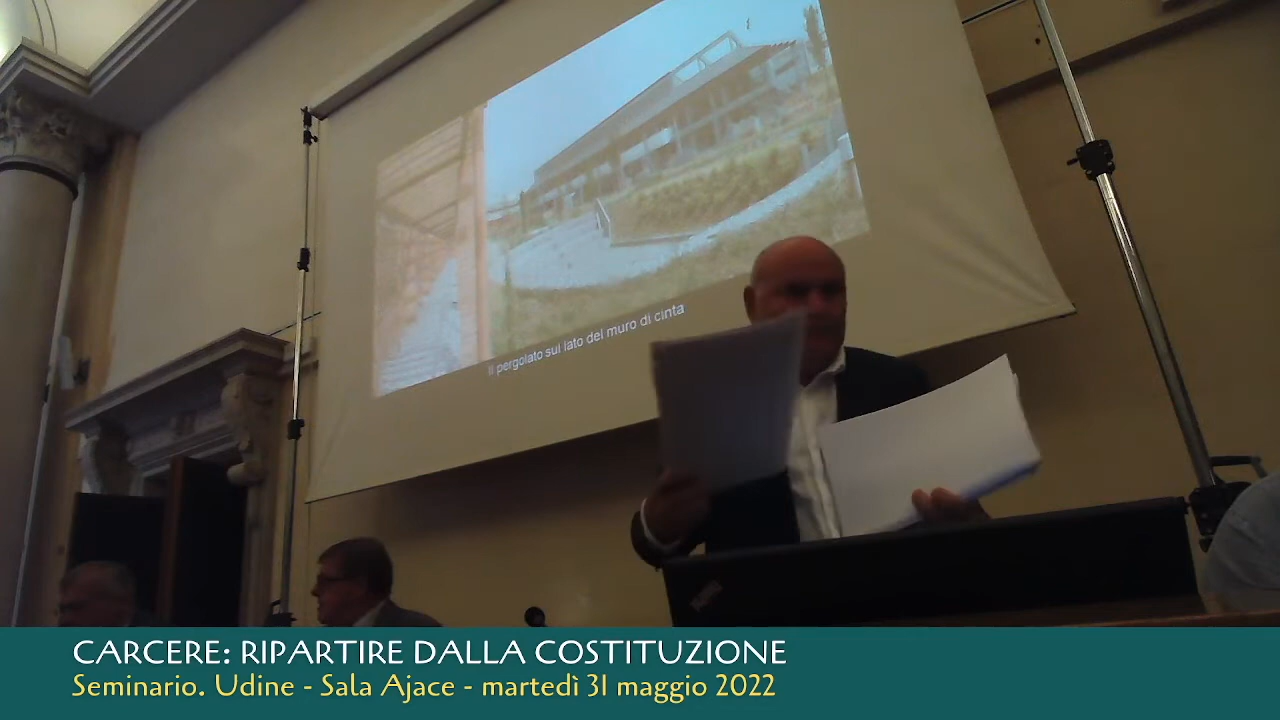 Il pergolato sul lato del muro di cinta
CARCERE: RIPARTIRE DALLA COSTITUZIONE
Seminario. Udine - Sala Ajace - martedì 31 maggio 2022